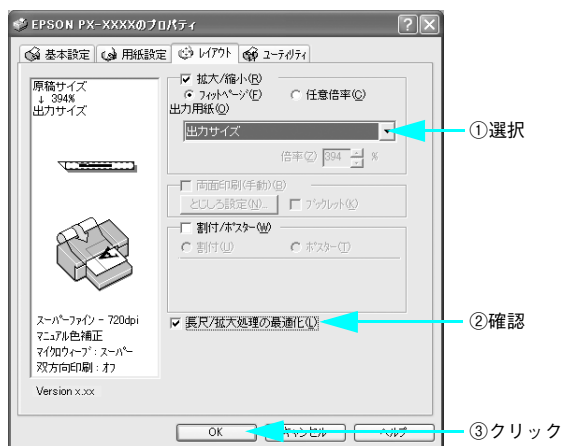 EPSON PX-XXXXのプロパティ
基本設定
用紙設定
レイアウト
ユーティリティ
原稿サイズ
↓ 394%
出力サイズ
拡大/縮小(R)
フィットページ(F)
任意倍率(C)
出力用紙(O)
出力サイズ
①選択
倍率(Z) 394 %
両面印刷(手動)(B)
とじしろ設定(N)...
ブックレット(K)
割付/ポスター(W)
割付(U)
ポスター(T)
長尺/拡大処理の最適化(L)
②確認
スーパーファイン - 720dpi
マニュアル色補正
マイクロウィーブ:スーパー
双方向印刷:オフ
Version x.xx
OK
キャンセル
ヘルプ
③クリック